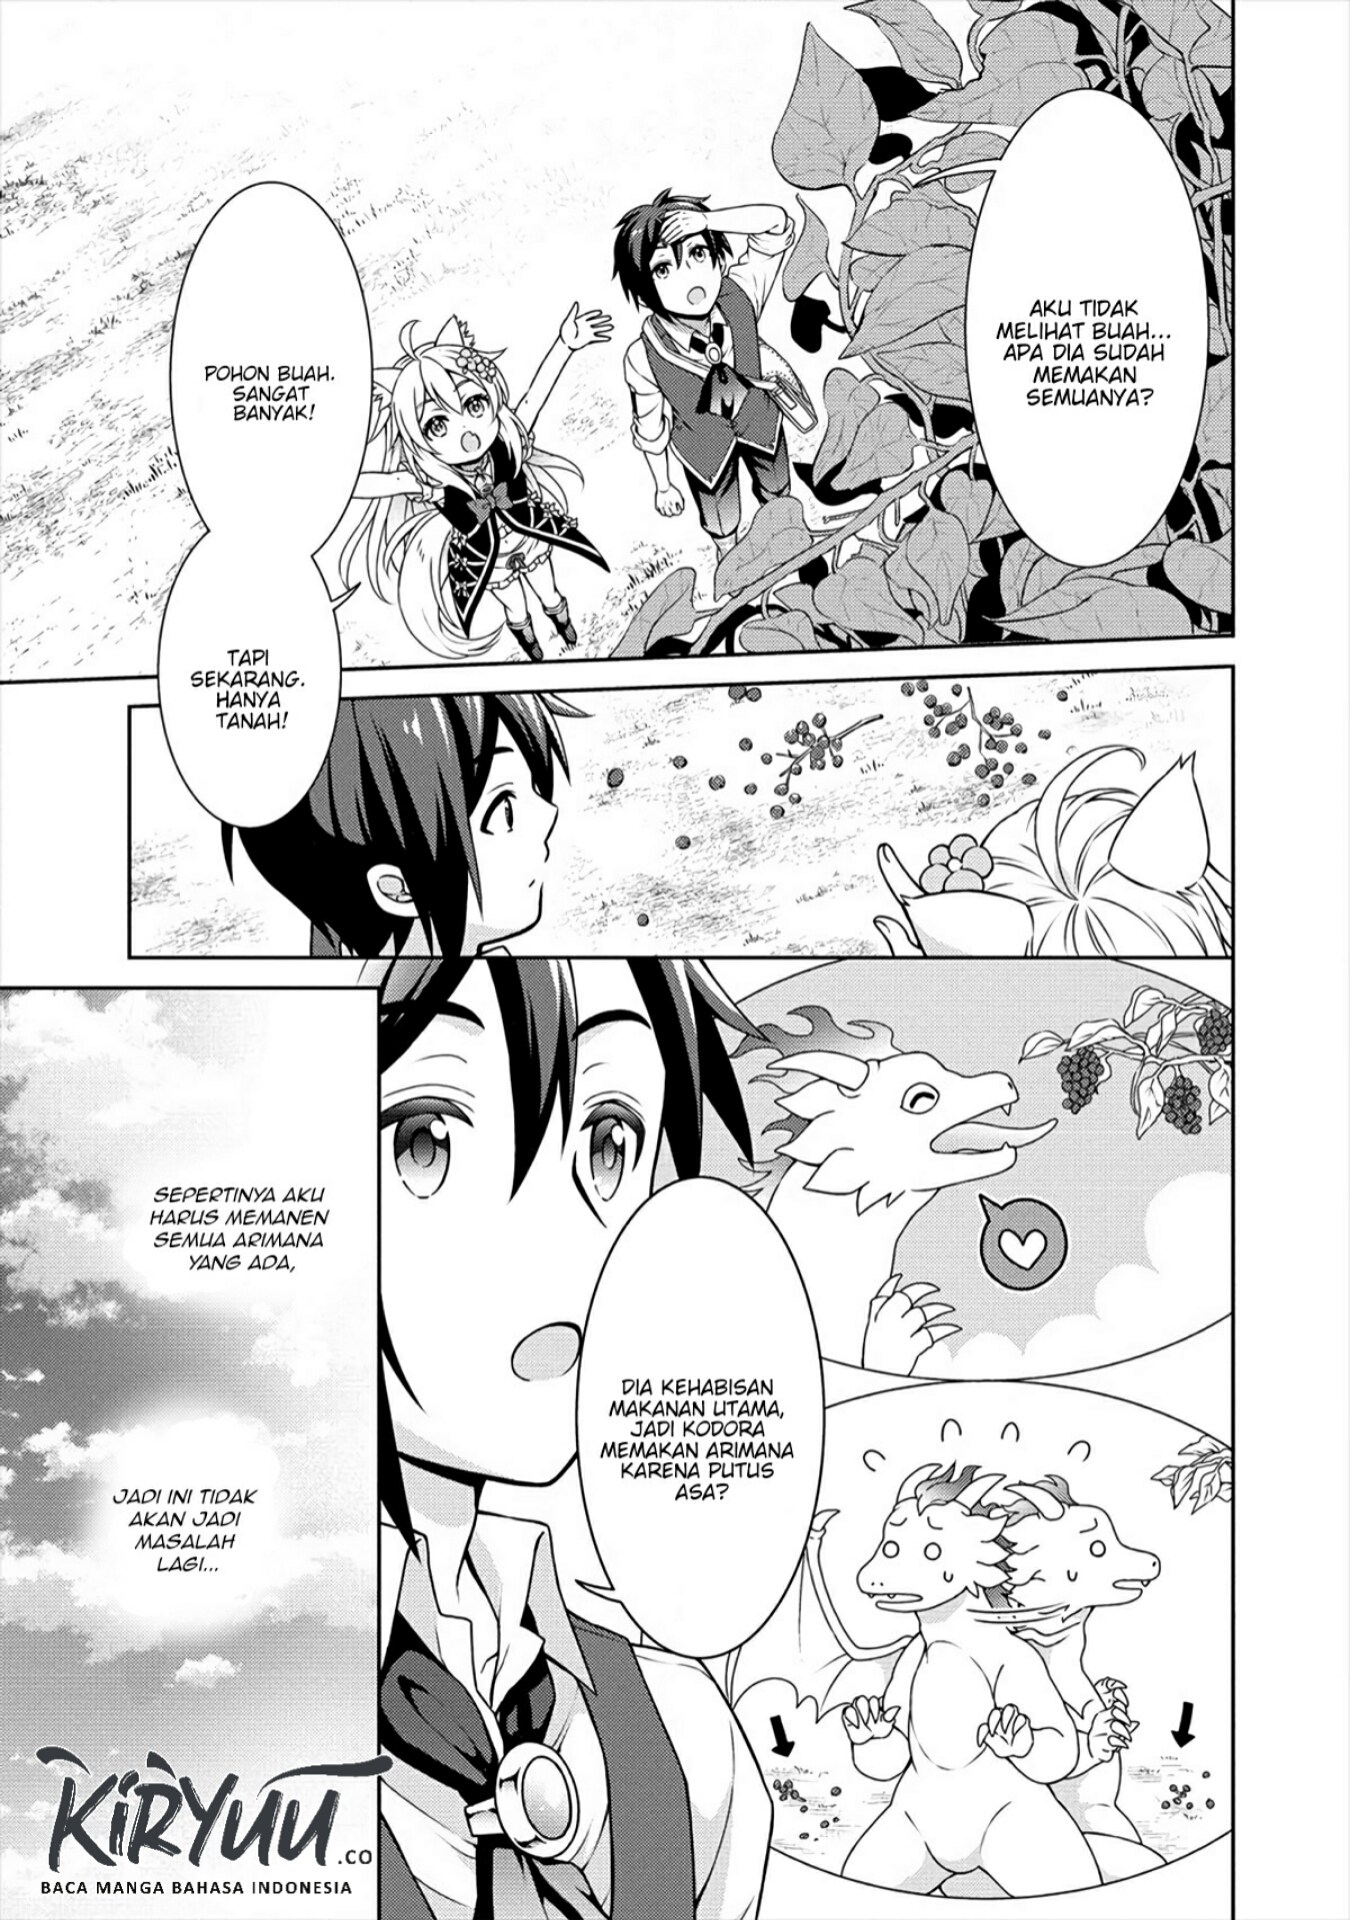 AKU TIDAK
MELIHAT BUAH...
APA DIA SUDAH
MEMAKAN
SEMUANYA?
POHON BUAH.
SANGAT
BANYAK!
TAPI
SEKARANG.
HANYA
TANAH!
DIA KEHABISAN
MAKANAN UTAMA,
JADI KODORA
MEMAKAN ARIMANA
KARENA PUTUS
ASA?
SEPERTINYA AKU
HARUS MEMANEN
SEMUA ARIMANA
YANG ADA,
JADI INI TIDAK
AKAN JADI
MASALAH
LAGI...
KIRYUU.co
BACA MANGA BAHASA INDONESIA